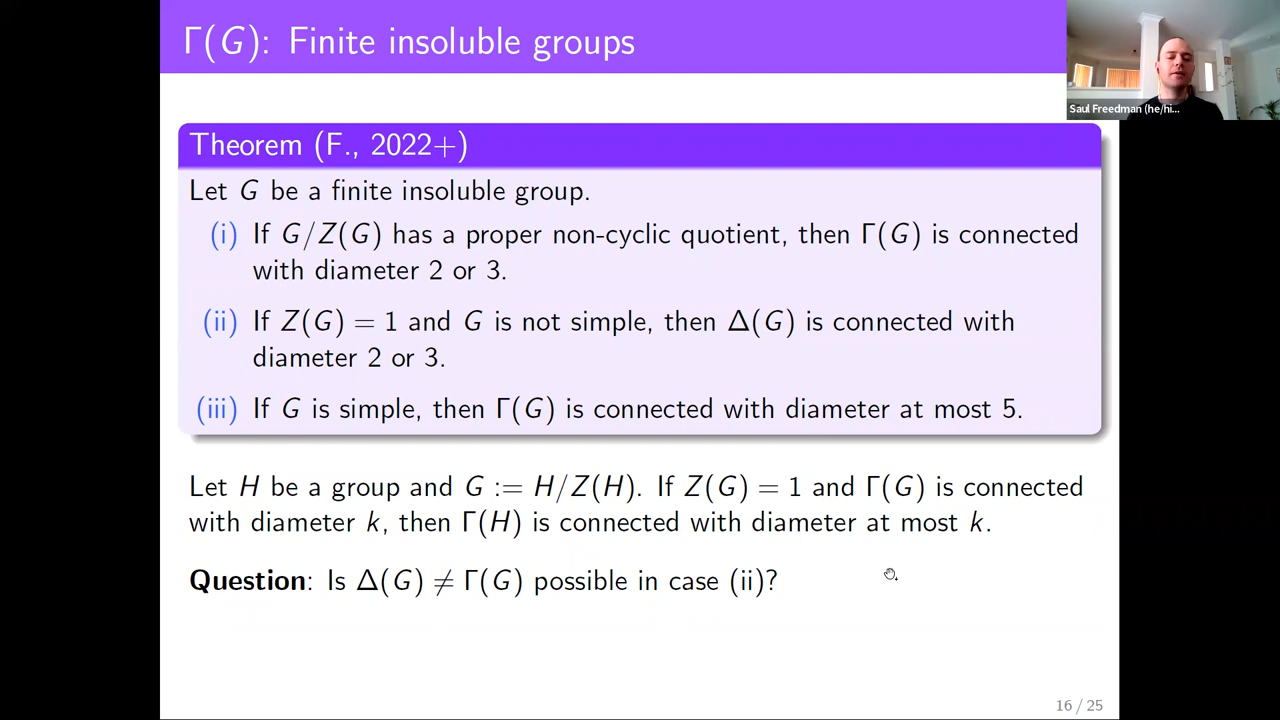 Γ(G): Finite insoluble groups
Saul Freedman (he/hi...
Theorem (F., 2022+)
Let G be a finite insoluble group.
(i) If G/Z(G) has a proper non-cyclic quotient, then Γ(G) is connected
with diameter 2 or 3.
(ii) If Z(G) = 1 and G is not simple, then Δ(G) is connected with
diameter 2 or 3.
(iii) If G is simple, then Γ(G) is connected with diameter at most 5.
Let H be a group and G := H/Z(H). If Z(G) = 1 and Γ(G) is connected
with diameter k, then Γ(H) is connected with diameter at most k.
Question: Is Δ(G) ≠ Γ(G) possible in case (ii)?
16 / 25